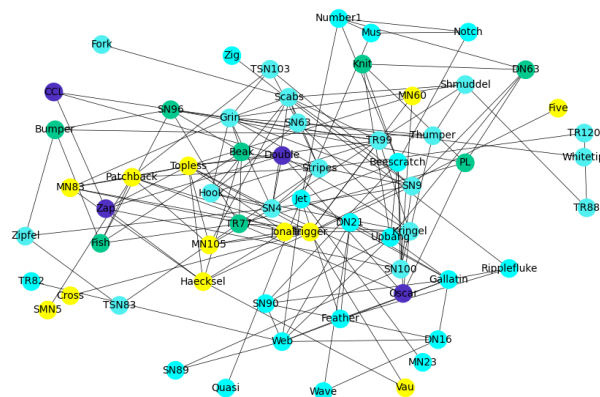 Number1
Mus
Notch
Fork
Zig
Knit
TSN103
DN63
CCL
Scabs
MN60
Shmuddel
SN96
Five
Grin
SN63
Bumper
Thumper
TR120
TR99
Beak
Double
Beescratch
PL
Whitetip
Topless
Stripes
Patchback
MN83
Hook
SN9
Jet
Zap
SN4
TR88
TR77
DN21
Jonah
Trigger
Kringel
Upbang
Zipfel
Fish
MN105
SN100
TR82
Haecksel
Gallatin
Ripplefluke
Cross
Oscar
TSN83
SN90
SMN5
Feather
Web
DN16
MN23
SN89
Quasi
Wave
Vau